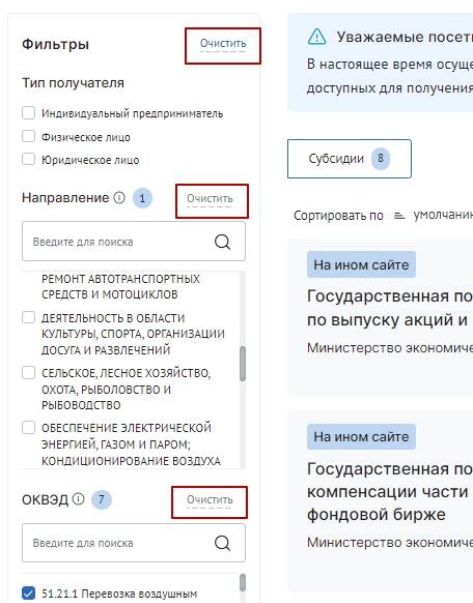 Фильтры
Очистить
Тип получателя
Индивидуальный предприниматель
Физическое лицо
Юридическое лицо
Направление 1
Очистить
Введите для поиска
РЕМОНТ АВТОТРАНСПОРТНЫХ
СРЕДСТВ И МОТОЦИКЛОВ
ДЕЯТЕЛЬНОСТЬ В ОБЛАСТИ
КУЛЬТУРЫ, СПОРТА, ОРГАНИЗАЦИИ
ДОСУГА И РАЗВЛЕЧЕНИЙ
СЕЛЬСКОЕ, ЛЕСНОЕ ХОЗЯЙСТВО,
ОХОТА, РЫБОЛОВСТВО И
РЫБОВОДСТВО
ОБЕСПЕЧЕНИЕ ЭЛЕКТРИЧЕСКОЙ
ЭНЕРГИЕЙ, ГАЗОМ И ПАРОМ;
КОНДИЦИОНИРОВАНИЕ ВОЗДУХА
ОКВЭД 7
Очистить
Введите для поиска
51.21.1 Перевозка воздушным
Уважаемые посет
В настоящее время осуще
доступных для получения
Субсидии 8
Сортировать по умолчани
На ином сайте
Государственная по
по выпуску акций и
Министерство экономиче
На ином сайте
Государственная по
компенсации части
фондовой бирже
Министерство экономиче